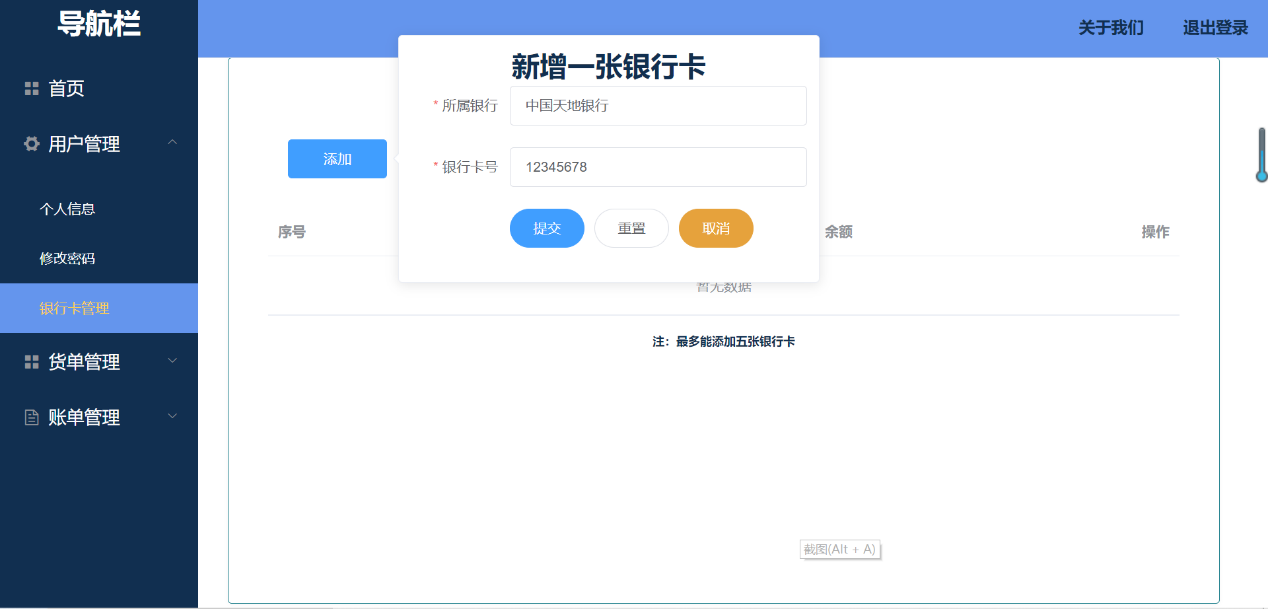 导航栏
关于我们
退出登录
首页
用户管理
个人信息
修改密码
银行卡管理
货单管理
账单管理
添加
新增一张银行卡
* 所属银行
中国天地银行
* 银行卡号
12345678
提交
重置
取消
序号
余额
操作
暂无数据
注：最多能添加五张银行卡
截图(Alt + A)